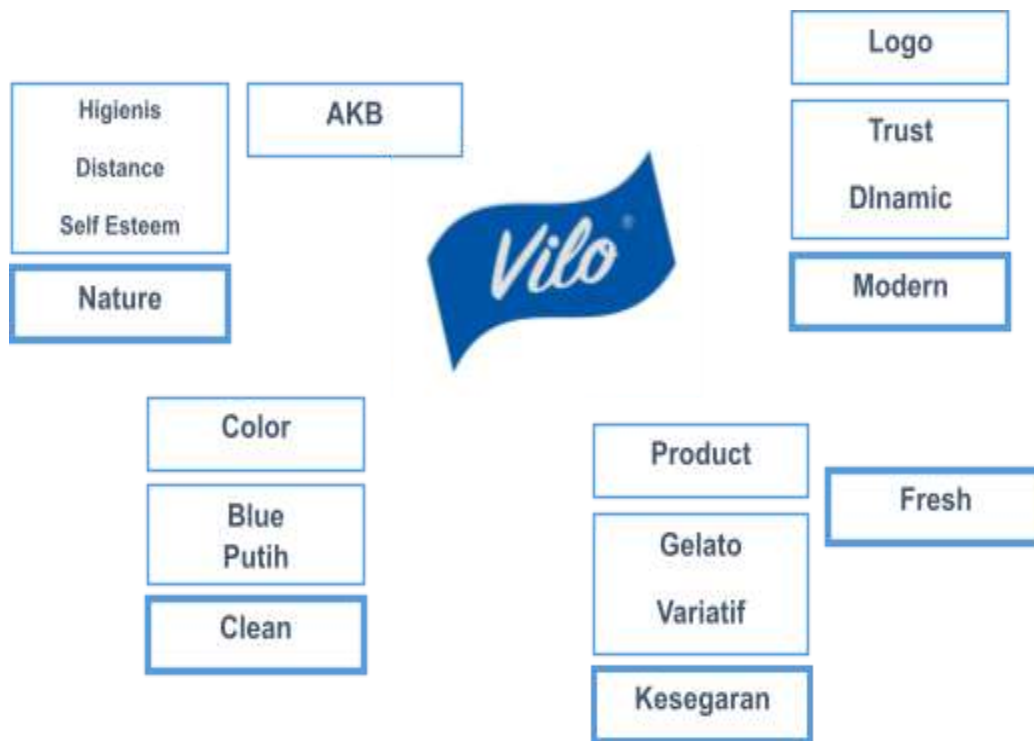 Logo
Trust
DInamic
Modern
AKB
Higienis
Distance
Self Esteem
Nature
Vilo®
Color
Blue
Putih
Clean
Product
Gelato
Variatif
Kesegaran
Fresh